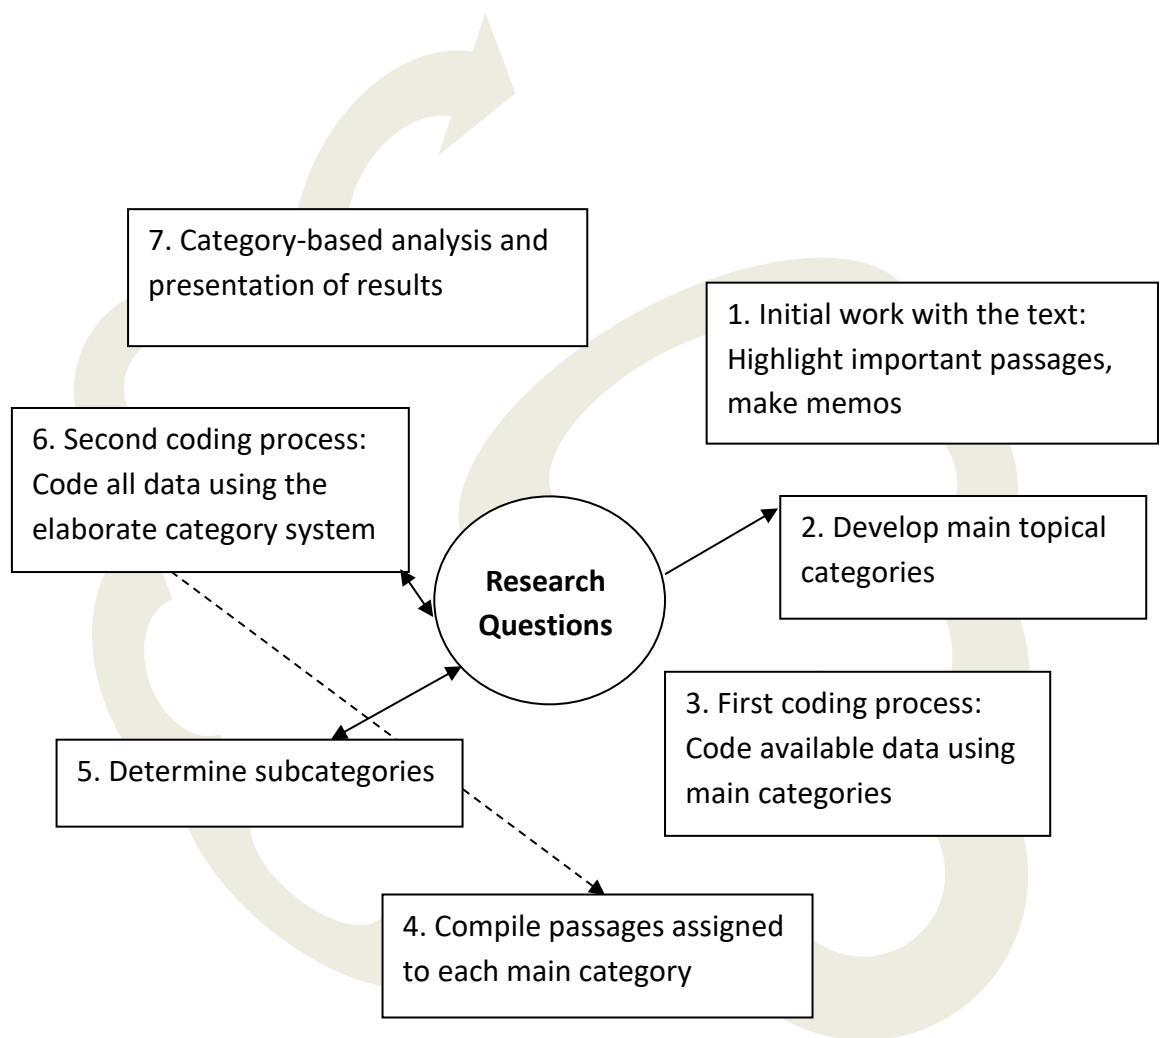 7. Category-based analysis and
presentation of results
1. Initial work with the text:
Highlight important passages,
make memos
6. Second coding process:
Code all data using the
elaborate category system
2. Develop main topical
categories
Research
Questions
3. First coding process:
Code available data using
main categories
5. Determine subcategories
4. Compile passages assigned
to each main category